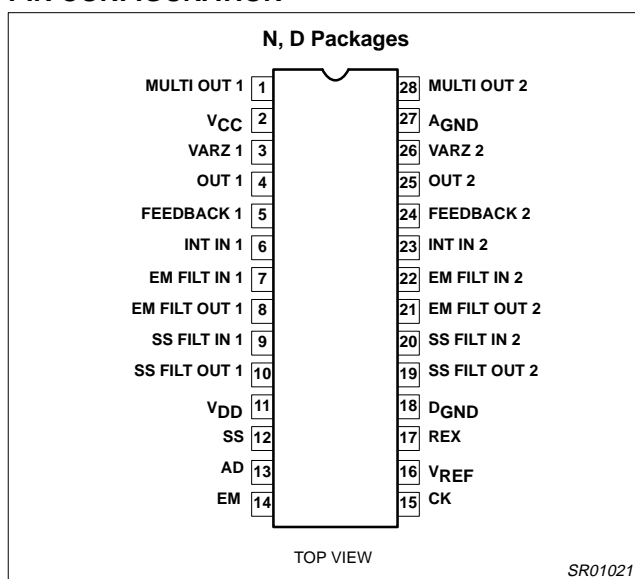 N, D Packages
MULTI OUT 1 1 28 MULTI OUT 2
VCC 2 27 AGND
VARZ 1 3 26 VARZ 2
OUT 1 4 25 OUT 2
FEEDBACK 1 5 24 FEEDBACK 2
INT IN 1 6 23 INT IN 2
EM FILT IN 1 7 22 EM FILT IN 2
EM FILT OUT 1 8 21 EM FILT OUT 2
SS FILT IN 1 9 20 SS FILT IN 2
SS FILT OUT 1 10 19 SS FILT OUT 2
VDD 11 18 DGND
SS 12 17 REX
AD 13 16 VREF
EM 14 15 CK
TOP VIEW
SR01021